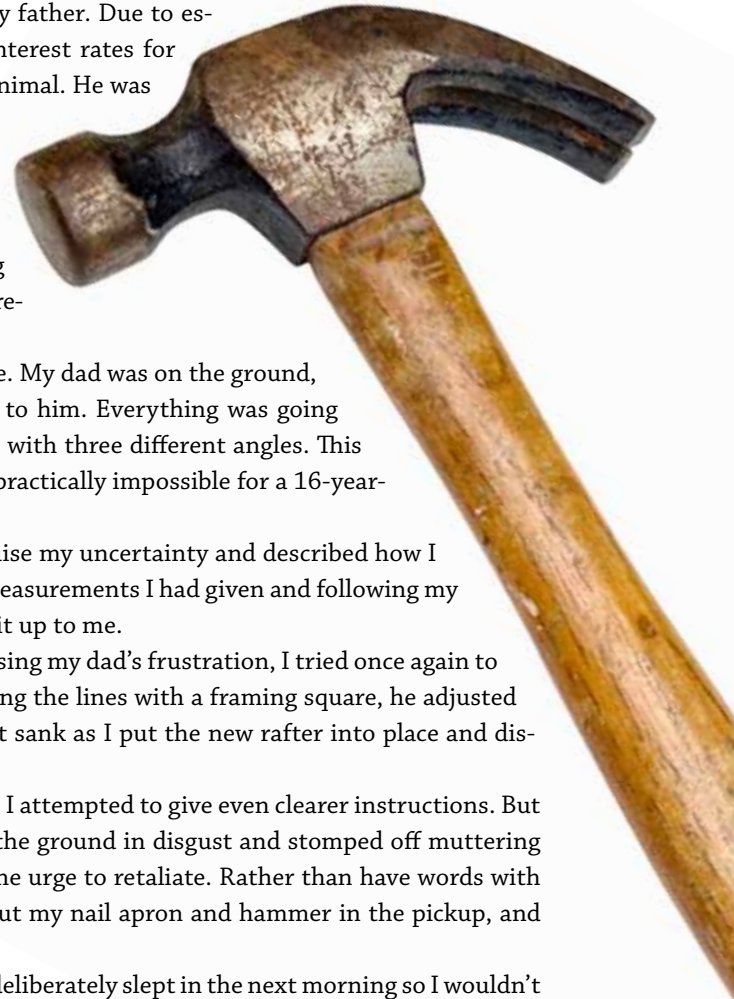 y father. Due to es-
nterest rates for
nimal. He was
g
re-
e. My dad was on the ground,
to him. Everything was going
with three different angles. This
practically impossible for a 16-year-
ise my uncertainty and described how I
easurements I had given and following my
it up to me.
sing my dad’s frustration, I tried once again to
ng the lines with a framing square, he adjusted
t sank as I put the new rafter into place and dis-
I attempted to give even clearer instructions. But
the ground in disgust and stomped off muttering
ne urge to retaliate. Rather than have words with
ut my nail apron and hammer in the pickup, and
deliberately slept in the next morning so I wouldn’t